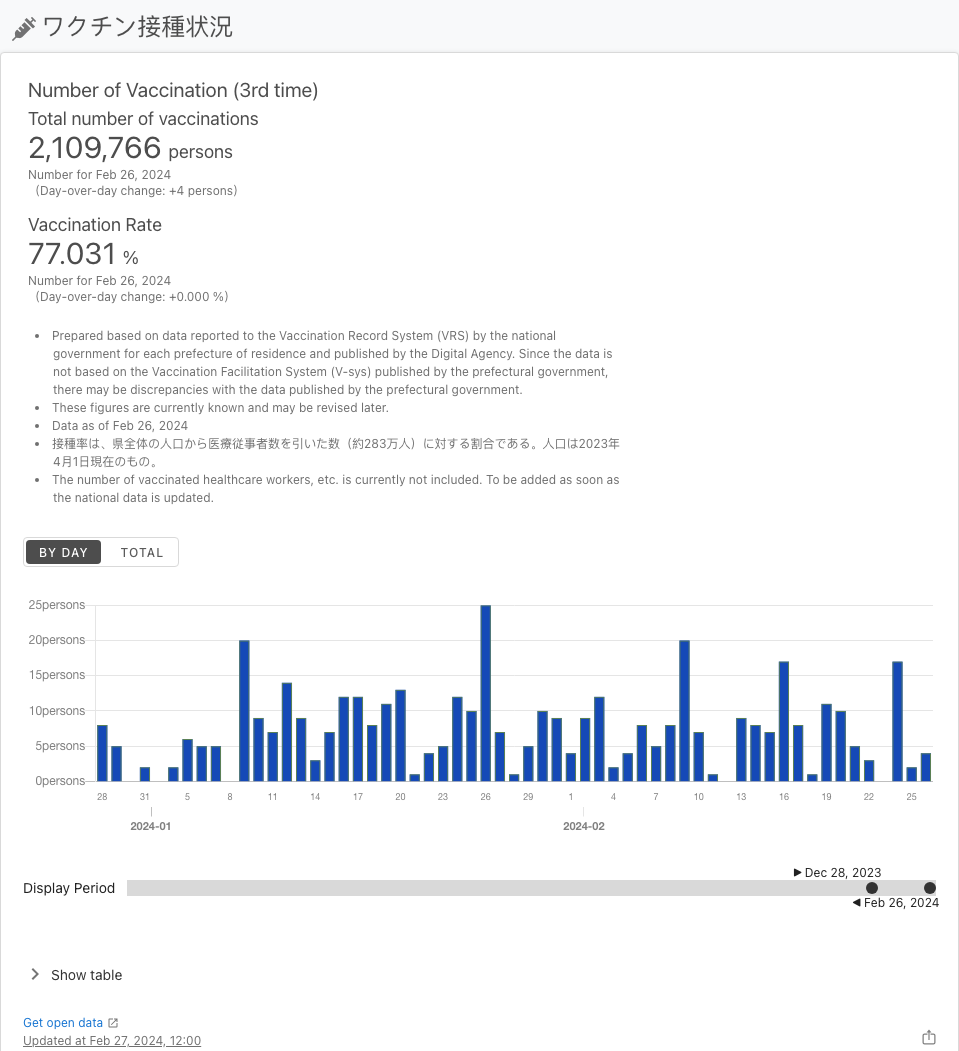 ワクチン接種状況
Number of Vaccination (3rd time)
Total number of vaccinations
2,109,766 persons
Number for Feb 26, 2024
(Day-over-day change: +4 persons)
Vaccination Rate
77.031 %
Number for Feb 26, 2024
(Day-over-day change: +0.000 %)
• Prepared based on data reported to the Vaccination Record System (VRS) by the national
government for each prefecture of residence and published by the Digital Agency. Since the data is
not based on the Vaccination Facilitation System (V-sys) published by the prefectural government,
there may be discrepancies with the data published by the prefectural government.
• These figures are currently known and may be revised later.
• Data as of Feb 26, 2024
• 接種率は、県全体の人口から医療従事者数を引いた数（約283万人）に対する割合である。人口は2023年
4月1日現在のもの。
• The number of vaccinated healthcare workers, etc. is currently not included. To be added as soon as
the national data is updated.
BY DAY TOTAL
25persons
20persons
15persons
10persons
5persons
0persons
28 31 5 8 11 14 17 20 23 26 29 1 4 7 10 13 16 19 22 25
2024-01 2024-02
▶ Dec 28, 2023
Display Period
◀ Feb 26, 2024
Show table
Get open data
Updated at Feb 27, 2024, 12:00